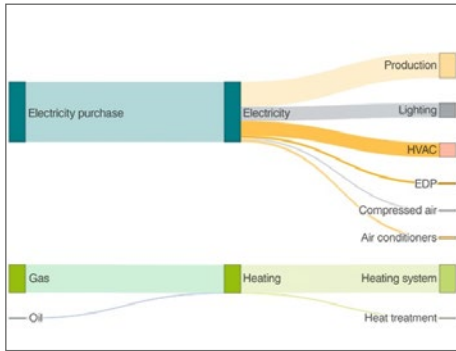 Production
Electricity purchase
Electricity
Lighting
HVAC
EDP
Compressed air
Air conditioners
Gas
Heating
Heating system
Oil
Heat treatment